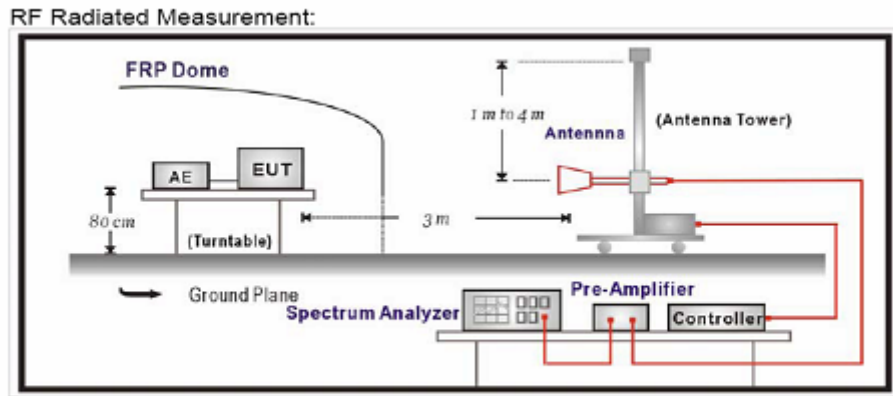 RF Radiated Measurement:
FRP Dome
1 m to 4 m
Antennna
(Antenna Tower)
AE
EUT
80 cm
(Turntable)
3 m
Ground Plane
Spectrum Analyzer
Pre-Amplifier
Controller